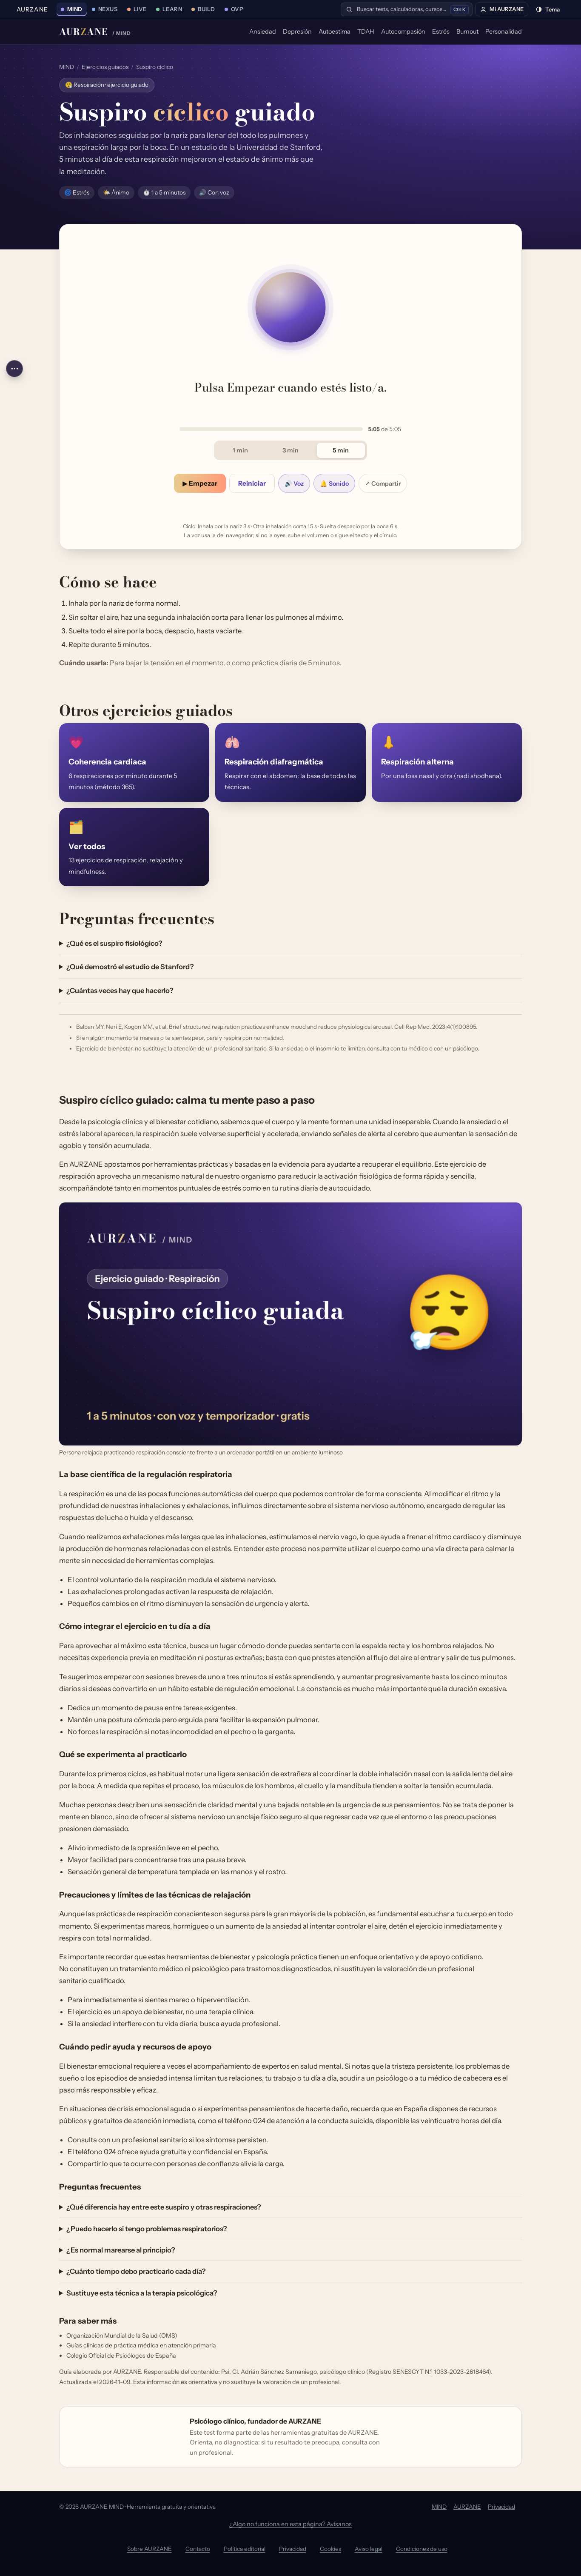 AURZANE MIND NEXUS LIVE LEARN BUILD OVP Buscar tests, calculadoras, cursos... Ctrl K Mi AURZANE Tema
AURZANE / MIND Ansiedad Depresión Autoestima TDAH Autocompasión Estrés Burnout Personalidad
MIND / Ejercicios guiados / Suspiro cíclico
Respiración · ejercicio guiado
Suspiro cíclico guiado
Dos inhalaciones seguidas por la nariz para llenar del todo los pulmones y
una espiración larga por la boca. En un estudio de la Universidad de Stanford,
5 minutos al día de esta respiración mejoraron el estado de ánimo más que
la meditación.
Estrés Ánimo 1 a 5 minutos Con voz
Pulsa Empezar cuando estés listo/a.
5:05 de 5:05
1 min 3 min 5 min
▶ Empezar Reiniciar Voz Sonido ↗ Compartir
Ciclo: Inhala por la nariz 3 s · Otra inhalación corta 1.5 s · Suelta despacio por la boca 6 s.
La voz usa la del navegador: si no la oyes, sube el volumen o sigue el texto y el círculo.
Cómo se hace
1. Inhala por la nariz de forma normal.
2. Sin soltar el aire, haz una segunda inhalación corta para llenar los pulmones al máximo.
3. Suelta todo el aire por la boca, despacio, hasta vaciarte.
4. Repite durante 5 minutos.
Cuándo usarla: Para bajar la tensión en el momento, o como práctica diaria de 5 minutos.
Otros ejercicios guiados
Coherencia cardiaca
6 respiraciones por minuto durante 5
minutos (método 365).
Respiración diafragmática
Respirar con el abdomen: la base de todas las
técnicas.
Respiración alterna
Por una fosa nasal y otra (nadi shodhana).
Ver todos
13 ejercicios de respiración, relajación y
mindfulness.
Preguntas frecuentes
▶ ¿Qué es el suspiro fisiológico?
▶ ¿Qué demostró el estudio de Stanford?
▶ ¿Cuántas veces hay que hacerlo?
• Balban MY, Neri E, Kogon MM, et al. Brief structured respiration practices enhance mood and reduce physiological arousal. Cell Rep Med. 2023;4(1):100895.
• Si en algún momento te mareas o te sientes peor, para y respira con normalidad.
• Ejercicio de bienestar, no sustituye la atención de un profesional sanitario. Si la ansiedad o el insomnio te limitan, consulta con tu médico o con un psicólogo.
Suspiro cíclico guiado: calma tu mente paso a paso
Desde la psicología clínica y el bienestar cotidiano, sabemos que el cuerpo y la mente forman una unidad inseparable. Cuando la ansiedad o el
estrés laboral aparecen, la respiración suele volverse superficial y acelerada, enviando señales de alerta al cerebro que aumentan la sensación de
agobio y tensión acumulada.
En AURZANE apostamos por herramientas prácticas y basadas en la evidencia para ayudarte a recuperar el equilibrio. Este ejercicio de
respiración aprovecha un mecanismo natural de nuestro organismo para reducir la activación fisiológica de forma rápida y sencilla,
acompañándote tanto en momentos puntuales de estrés como en tu rutina diaria de autocuidado.
AURZANE / MIND
Ejercicio guiado · Respiración
Suspiro cíclico guiada
1 a 5 minutos · con voz y temporizador · gratis
Persona relajada practicando respiración consciente frente a un ordenador portátil en un ambiente luminoso
La base científica de la regulación respiratoria
La respiración es una de las pocas funciones automáticas del cuerpo que podemos controlar de forma consciente. Al modificar el ritmo y la
profundidad de nuestras inhalaciones y exhalaciones, influimos directamente sobre el sistema nervioso autónomo, encargado de regular las
respuestas de lucha o huida y el descanso.
Cuando realizamos exhalaciones más largas que las inhalaciones, estimulamos el nervio vago, lo que ayuda a frenar el ritmo cardíaco y disminuye
la producción de hormonas relacionadas con el estrés. Entender este proceso nos permite utilizar el cuerpo como una vía directa para calmar la
mente sin necesidad de herramientas complejas.
• El control voluntario de la respiración modula el sistema nervioso.
• Las exhalaciones prolongadas activan la respuesta de relajación.
• Pequeños cambios en el ritmo disminuyen la sensación de urgencia y alerta.
Cómo integrar el ejercicio en tu día a día
Para aprovechar al máximo esta técnica, busca un lugar cómodo donde puedas sentarte con la espalda recta y los hombros relajados. No
necesitas experiencia previa en meditación ni posturas extrañas; basta con que prestes atención al flujo del aire al entrar y salir de tus pulmones.
Te sugerimos empezar con sesiones breves de uno a tres minutos si estás aprendiendo, y aumentar progresivamente hasta los cinco minutos
diarios si deseas convertirlo en un hábito estable de regulación emocional. La constancia es mucho más importante que la duración excesiva.
• Dedica un momento de pausa entre tareas exigentes.
• Mantén una postura cómoda pero erguida para facilitar la expansión pulmonar.
• No forces la respiración si notas incomodidad en el pecho o la garganta.
Qué se experimenta al practicarlo
Durante los primeros ciclos, es habitual notar una ligera sensación de extrañeza al coordinar la doble inhalación nasal con la salida lenta del aire
por la boca. A medida que repites el proceso, los músculos de los hombros, el cuello y la mandíbula tienden a soltar la tensión acumulada.
Muchas personas describen una sensación de claridad mental y una bajada notable en la urgencia de sus pensamientos. No se trata de poner la
mente en blanco, sino de ofrecer al sistema nervioso un anclaje físico seguro al que regresar cada vez que el entorno o las preocupaciones
presionen demasiado.
• Alivio inmediato de la opresión leve en el pecho.
• Mayor facilidad para concentrarse tras una pausa breve.
• Sensación general de temperatura templada en las manos y el rostro.
Precauciones y límites de las técnicas de relajación
Aunque las prácticas de respiración consciente son seguras para la gran mayoría de la población, es fundamental escuchar a tu cuerpo en todo
momento. Si experimentas mareos, hormigueo o un aumento de la ansiedad al intentar controlar el aire, detén el ejercicio inmediatamente y
respira con total normalidad.
Es importante recordar que estas herramientas de bienestar y psicología práctica tienen un enfoque orientativo y de apoyo cotidiano.
No constituyen un tratamiento médico ni psicológico para trastornos diagnosticados, ni sustituyen la valoración de un profesional
sanitario cualificado.
• Para inmediatamente si sientes mareo o hiperventilación.
• El ejercicio es un apoyo de bienestar, no una terapia clínica.
• Si la ansiedad interfiere con tu vida diaria, busca ayuda profesional.
Cuándo pedir ayuda y recursos de apoyo
El bienestar emocional requiere a veces el acompañamiento de expertos en salud mental. Si notas que la tristeza persistente, los problemas de
sueño o los episodios de ansiedad intensa limitan tus relaciones, tu trabajo o tu día a día, acudir a un psicólogo o a tu médico de cabecera es el
paso más responsable y eficaz.
En situaciones de crisis emocional aguda o si experimentas pensamientos de hacerte daño, recuerda que en España dispones de recursos
públicos y gratuitos de atención inmediata, como el teléfono 024 de atención a la conducta suicida, disponible las veinticuatro horas del día.
• Consulta con un profesional sanitario si los síntomas persisten.
• El teléfono 024 ofrece ayuda gratuita y confidencial en España.
• Compartir lo que te ocurre con personas de confianza alivia la carga.
Preguntas frecuentes
▶ ¿Qué diferencia hay entre este suspiro y otras respiraciones?
▶ ¿Puedo hacerlo si tengo problemas respiratorios?
▶ ¿Es normal marearse al principio?
▶ ¿Cuánto tiempo debo practicarlo cada día?
▶ Sustituye esta técnica a la terapia psicológica?
Para saber más
• Organización Mundial de la Salud (OMS)
• Guías clínicas de práctica médica en atención primaria
• Colegio Oficial de Psicólogos de España
Guía elaborada por AURZANE. Responsable del contenido: Psi. Cl. Adrián Sánchez Samaniego, psicólogo clínico (Registro SENESCYT N.º 1033-2023-2618464).
Actualizada el 2026-11-09. Esta información es orientativa y no sustituye la valoración de un profesional.
Psicólogo clínico, fundador de AURZANE
Este test forma parte de las herramientas gratuitas de AURZANE.
Orienta, no diagnostica: si tu resultado te preocupa, consulta con
un profesional.
© 2026 AURZANE MIND · Herramienta gratuita y orientativa MIND AURZANE Privacidad
¿Algo no funciona en esta página? Avísanos
Sobre AURZANE Contacto Política editorial Privacidad Cookies Aviso legal Condiciones de uso